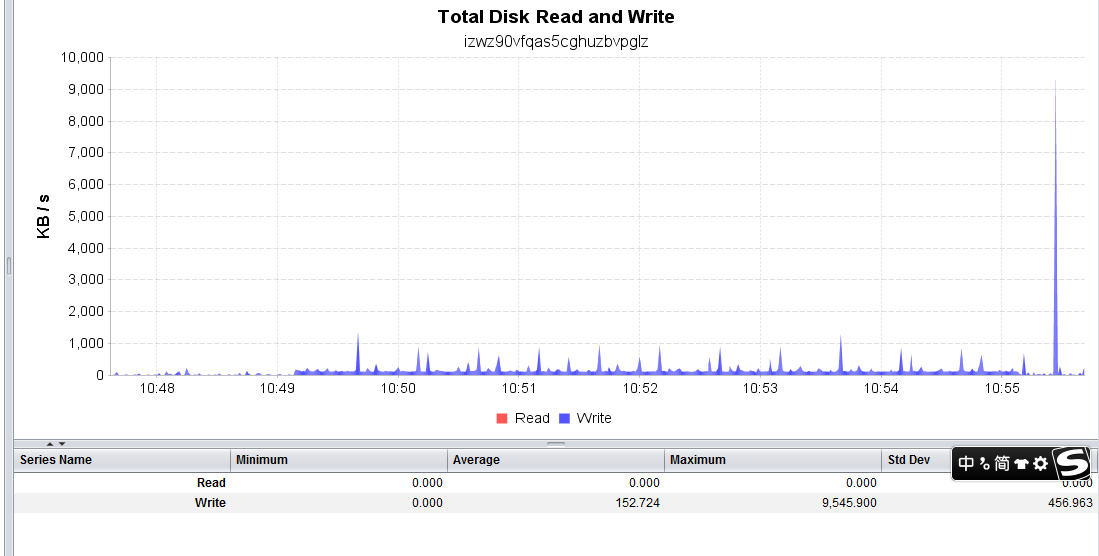 Total Disk Read and Write
izwz90vfqas5cghuzbvpglz
10,000
9,000
8,000
7,000
6,000
5,000
4,000
3,000
2,000
1,000
0
KB / s
10:48 10:49 10:50 10:51 10:52 10:53 10:54 10:55
Read Write
Series Name Minimum Average Maximum Std Dev
Read 0.000 0.000 0.000 0.000
Write 0.000 152.724 9,545.900 456.963
中 简 S